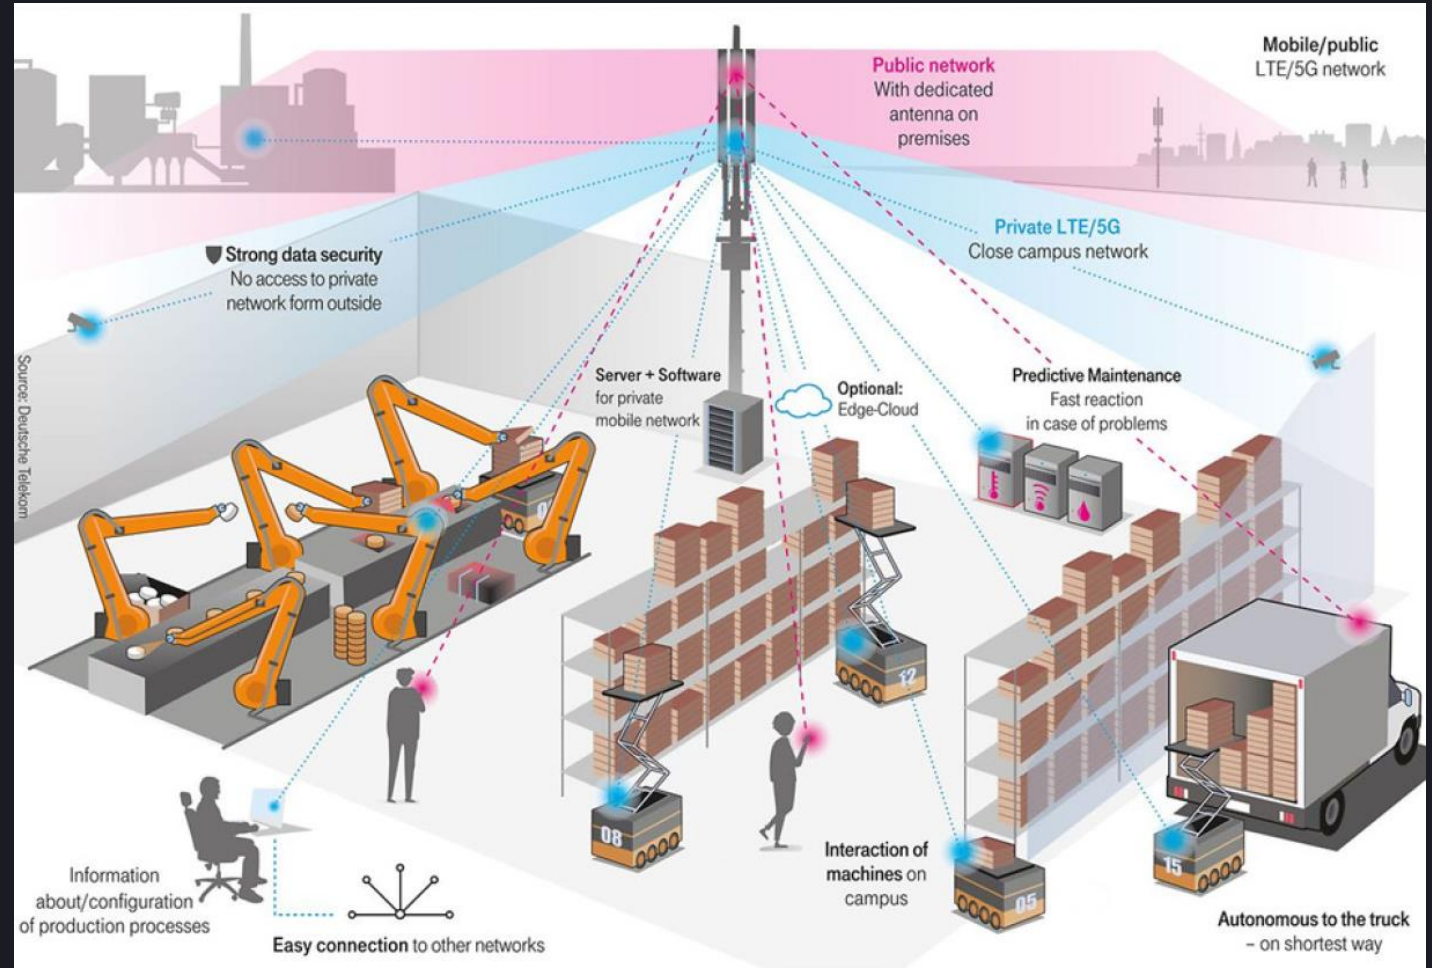 Mobile/public
LTE/5G network
Public network
With dedicated
antenna on
premises
Private LTE/5G
Close campus network
Strong data security
No access to private
network form outside
Source: Deutsche Telekom
Server + Software
for private
mobile network
Optional:
Edge-Cloud
Predictive Maintenance
Fast reaction
in case of problems
12
08
05
15
Interaction of
machines on
campus
Information
about/configuration
of production processes
Easy connection to other networks
Autonomous to the truck
– on shortest way